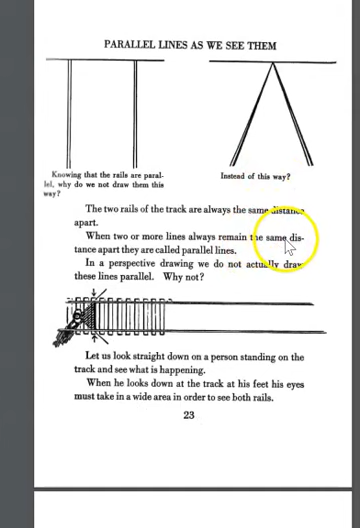 PARALLEL LINES AS WE SEE THEM
Knowing that the rails are paral-
lel, why do we not draw them this
way?
Instead of this way?
The two rails of the track are always the same distance
apart.
When two or more lines always remain the same dis-
tance apart they are called parallel lines.
In a perspective drawing we do not actually draw
these lines parallel. Why not?
Let us look straight down on a person standing on the
track and see what is happening.
When he looks down at the track at his feet his eyes
must take in a wide area in order to see both rails.
23